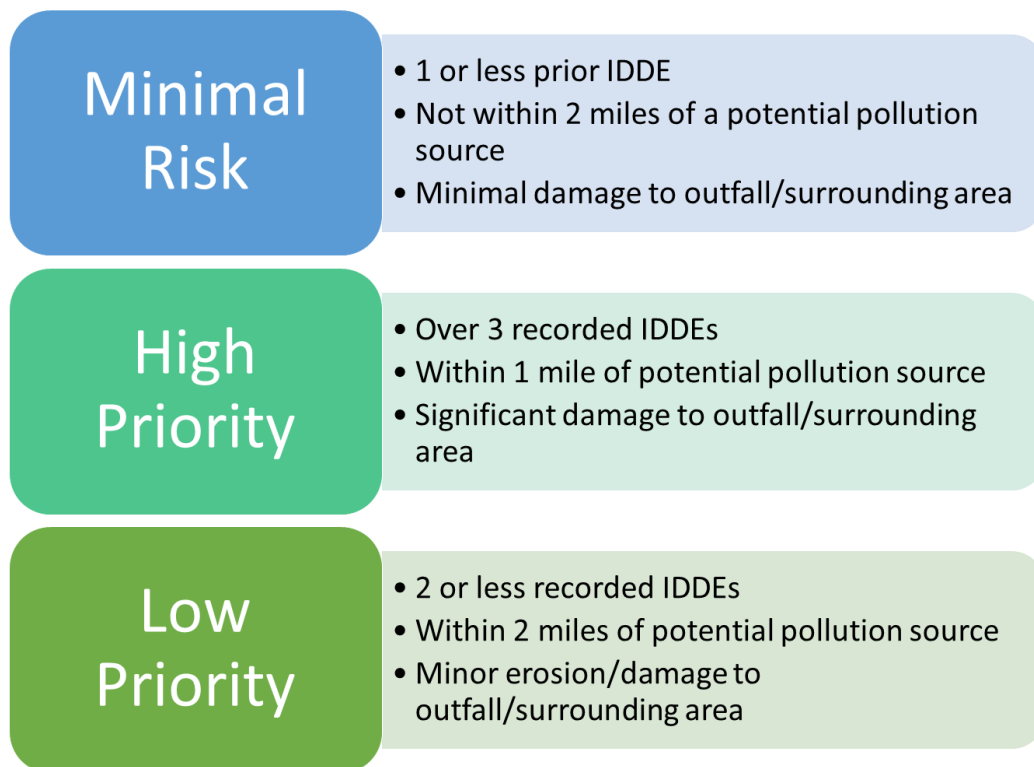 Minimal
Risk
• 1 or less prior IDDE
• Not within 2 miles of a potential pollution
source
• Minimal damage to outfall/surrounding area
High
Priority
• Over 3 recorded IDDEs
• Within 1 mile of potential pollution source
• Significant damage to outfall/surrounding
area
Low
Priority
• 2 or less recorded IDDEs
• Within 2 miles of potential pollution source
• Minor erosion/damage to
outfall/surrounding area